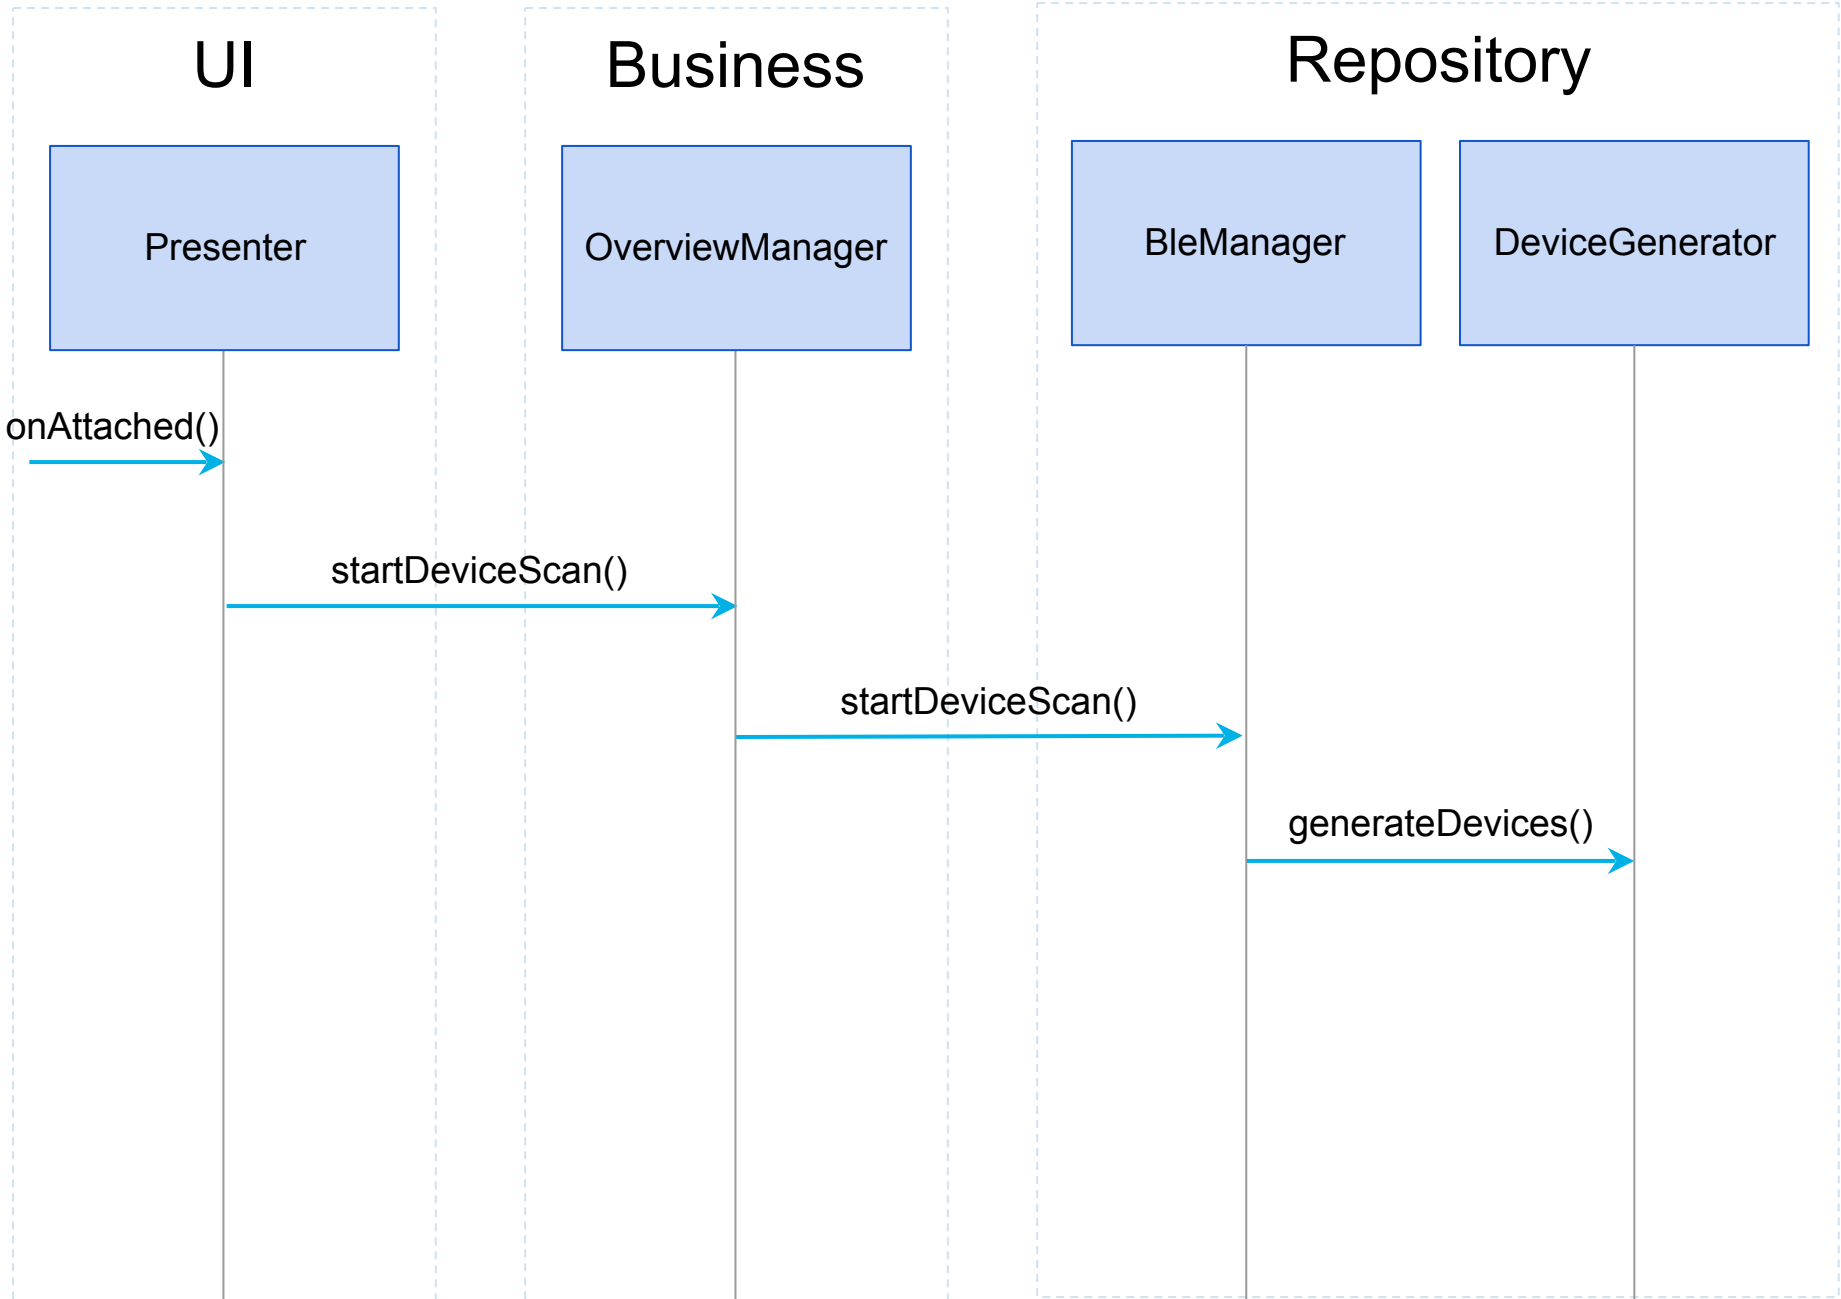 UI
Business
Repository
Presenter
OverviewManager
BleManager
DeviceGenerator
onAttached()
startDeviceScan()
startDeviceScan()
generateDevices()